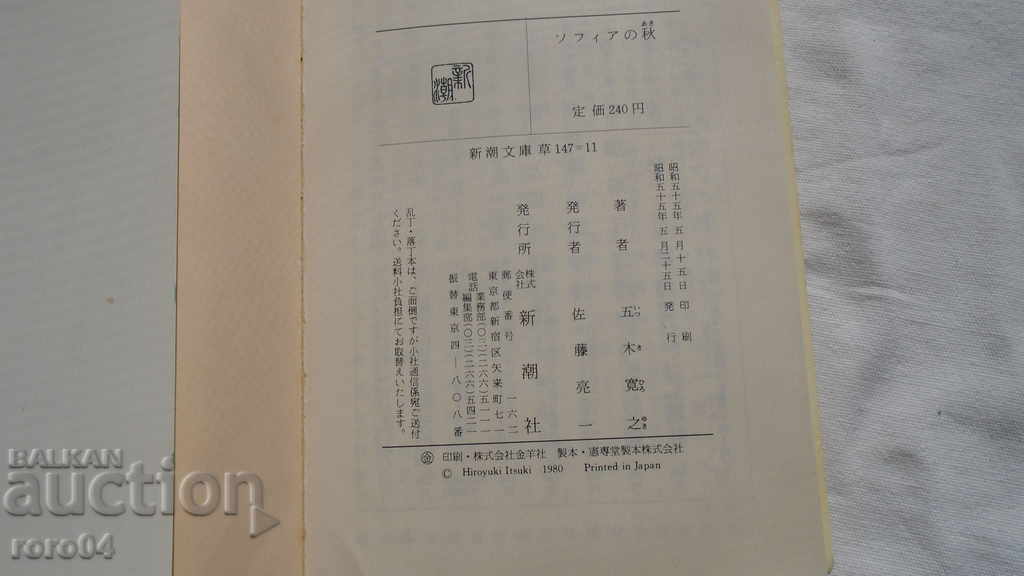 ソフィアの秋
あき
新潮
定価240円
新潮文庫 草147=11
昭和五十五年五月十五日 印刷
昭和五十五年五月二十五日 発行
著者 五木寛之
いつ き ひろ ゆき
発行者 佐藤亮一
発行所 株式会社 新潮社
郵便番号 一六二
東京都新宿区矢来町七一
電話 業務部(〇三)(二六六)五一一一
編集部(〇三)(二六六)五四一一
振替東京四―八〇八番
乱丁・落丁本は、ご面倒ですが小社通信係宛ご送付
ください。送料小社負担にてお取替えいたします。
金 印刷・株式会社金羊社 製本・憲専堂製本株式会社
© Hiroyuki Itsuki 1980 Printed in Japan
BALKAN
auction
roro04